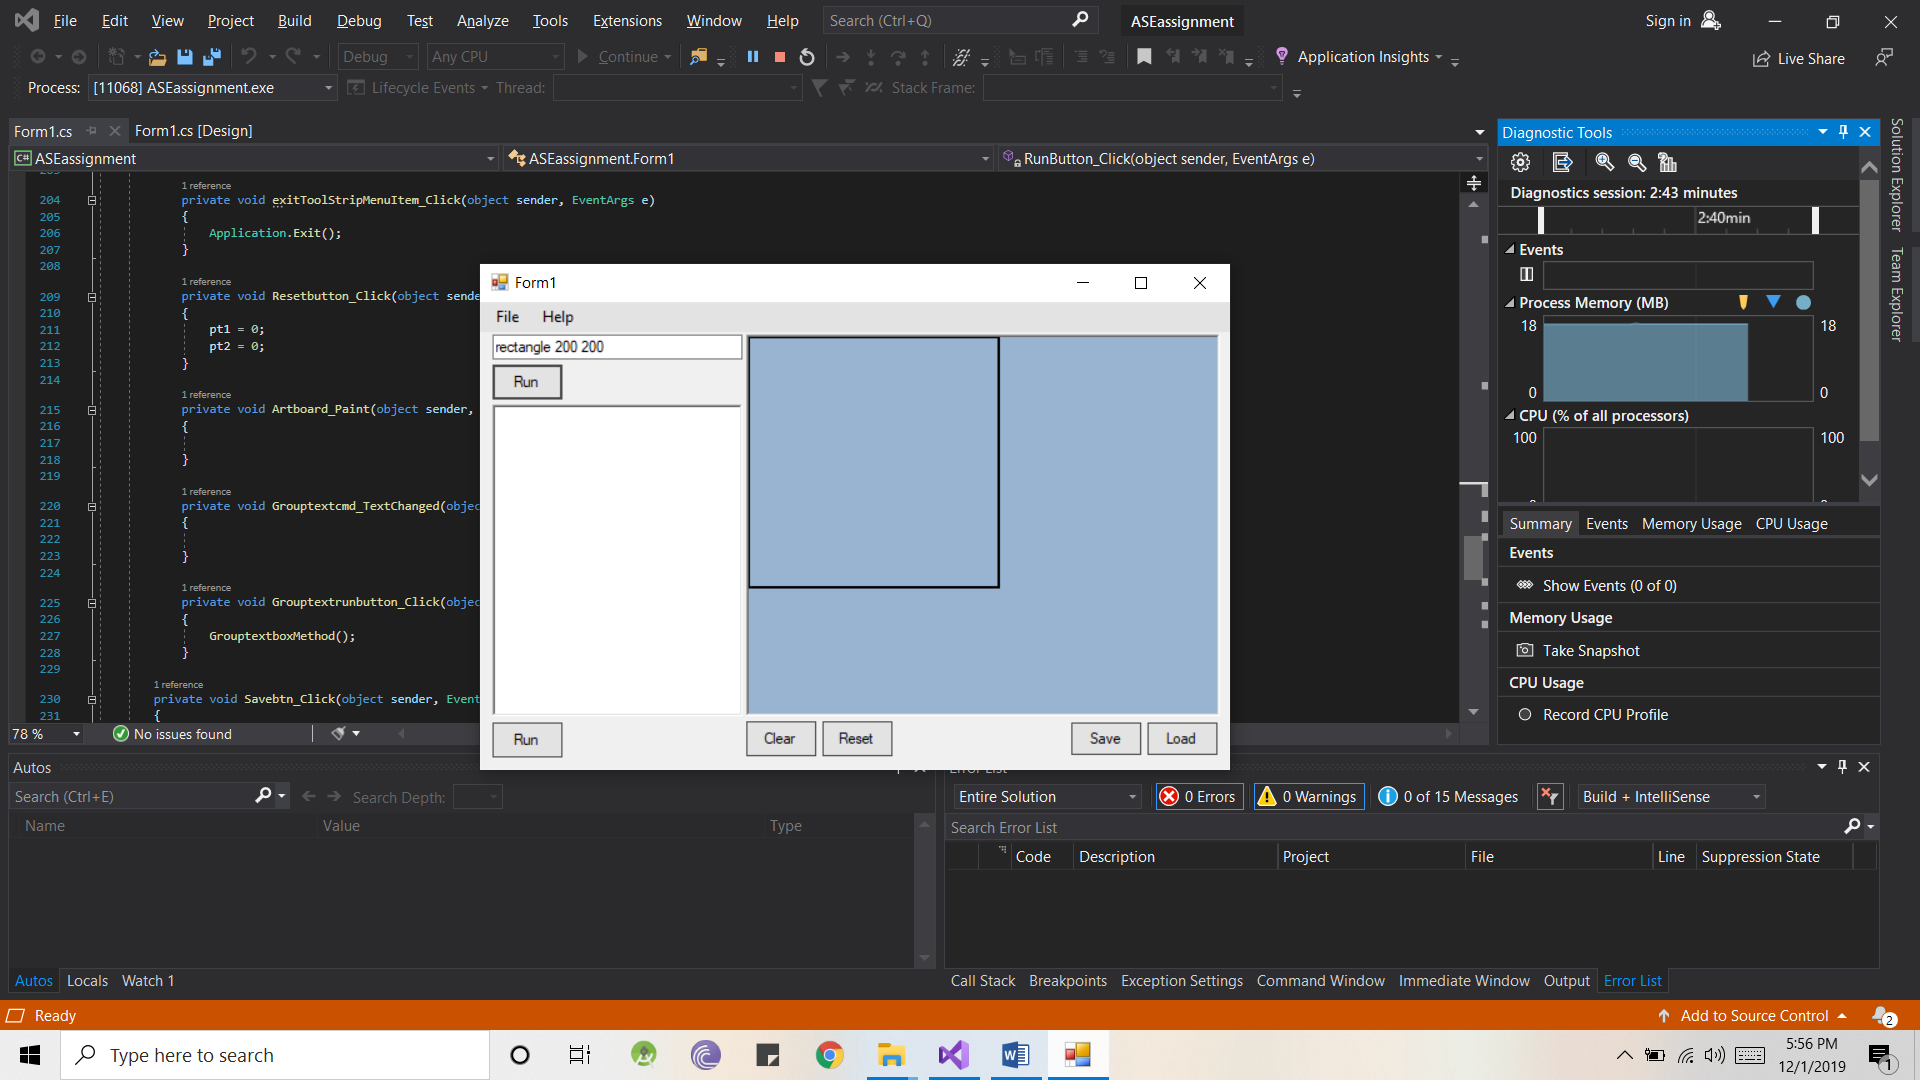 File Edit View Project Build Debug Test Analyze Tools Extensions Window Help Search (Ctrl+Q) ASEassignment Sign in
Debug Any CPU Continue Application Insights Live Share
Process: [11068] ASEassignment.exe Lifecycle Events Thread: Stack Frame:
Form1.cs Form1.cs [Design]
C# ASEassignment ASEassignment.Form1 RunButton_Click(object sender, EventArgs e)
1 reference
204 private void exitToolStripMenuItem_Click(object sender, EventArgs e)
205 {
206 Application.Exit();
207 }
208
1 reference
209 private void Resetbutton_Click(object sende
210 {
211 pt1 = 0;
212 pt2 = 0;
213 }
214
1 reference
215 private void Artboard_Paint(object sender,
216 {
217
218 }
219
1 reference
220 private void Grouptextcmd_TextChanged(objec
221 {
222
223 }
224
1 reference
225 private void Grouptextrunbutton_Click(objec
226 {
227 GrouptextboxMethod();
228 }
229
1 reference
230 private void Savebtn_Click(object sender, Event
231 {
78 % No issues found
Form1
File Help
rectangle 200 200
Run
Run Clear Reset Save Load
Diagnostic Tools
Diagnostics session: 2:43 minutes
2:40min
Events
Process Memory (MB)
18 18
0 0
CPU (% of all processors)
100 100
Summary Events Memory Usage CPU Usage
Events
Show Events (0 of 0)
Memory Usage
Take Snapshot
CPU Usage
Record CPU Profile
Solution Explorer
Team Explorer
Autos
Search (Ctrl+E) Search Depth:
Name Value Type
Autos Locals Watch 1
Error List
Entire Solution 0 Errors 0 Warnings 0 of 15 Messages Build + IntelliSense
Search Error List
Code Description Project File Line Suppression State
Call Stack Breakpoints Exception Settings Command Window Immediate Window Output Error List
Ready Add to Source Control 2
Type here to search
5:56 PM
12/1/2019
1